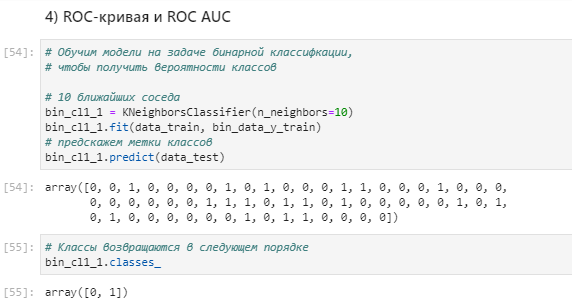 4) ROC-кривая и ROC AUC
[54]:
# Обучим модели на задаче бинарной классифкации,
# чтобы получить вероятности классов
# 10 ближайших соседа
bin_cl1_1 = KNeighborsClassifier(n_neighbors=10)
bin_cl1_1.fit(data_train, bin_data_y_train)
# предскажем метки классов
bin_cl1_1.predict(data_test)
[54]: array([0, 0, 1, 0, 0, 0, 0, 1, 0, 1, 0, 0, 0, 1, 1, 0, 0, 0, 1, 0, 0, 0,
0, 0, 0, 0, 0, 0, 1, 1, 1, 0, 1, 1, 0, 1, 0, 0, 0, 0, 0, 1, 0, 1,
0, 1, 0, 0, 0, 0, 0, 0, 1, 0, 1, 1, 0, 0, 0, 0])
[55]:
# Классы возвращаются в следующем порядке
bin_cl1_1.classes_
[55]: array([0, 1])